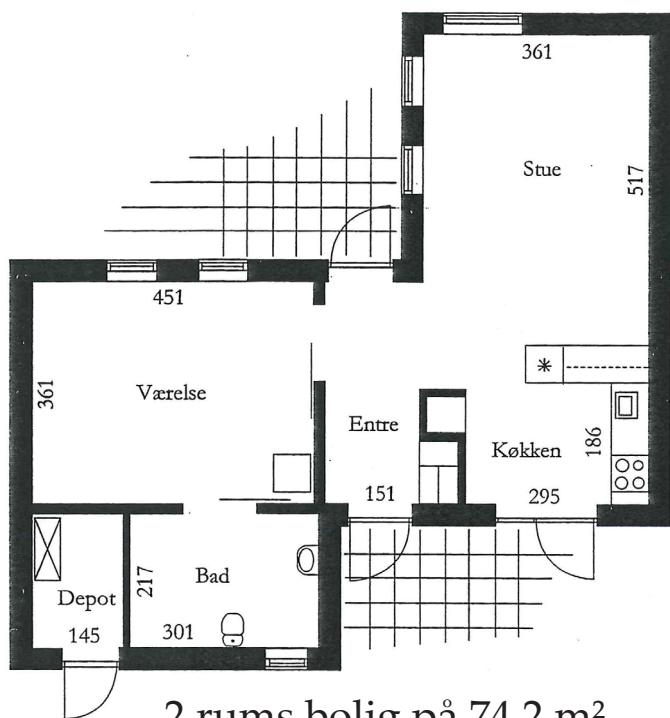 361
Stue
517
451
361
Værelse
Entre
Køkken
186
151
295
Depot
217
Bad
145
301
2 rums bolig på 74,2 m²